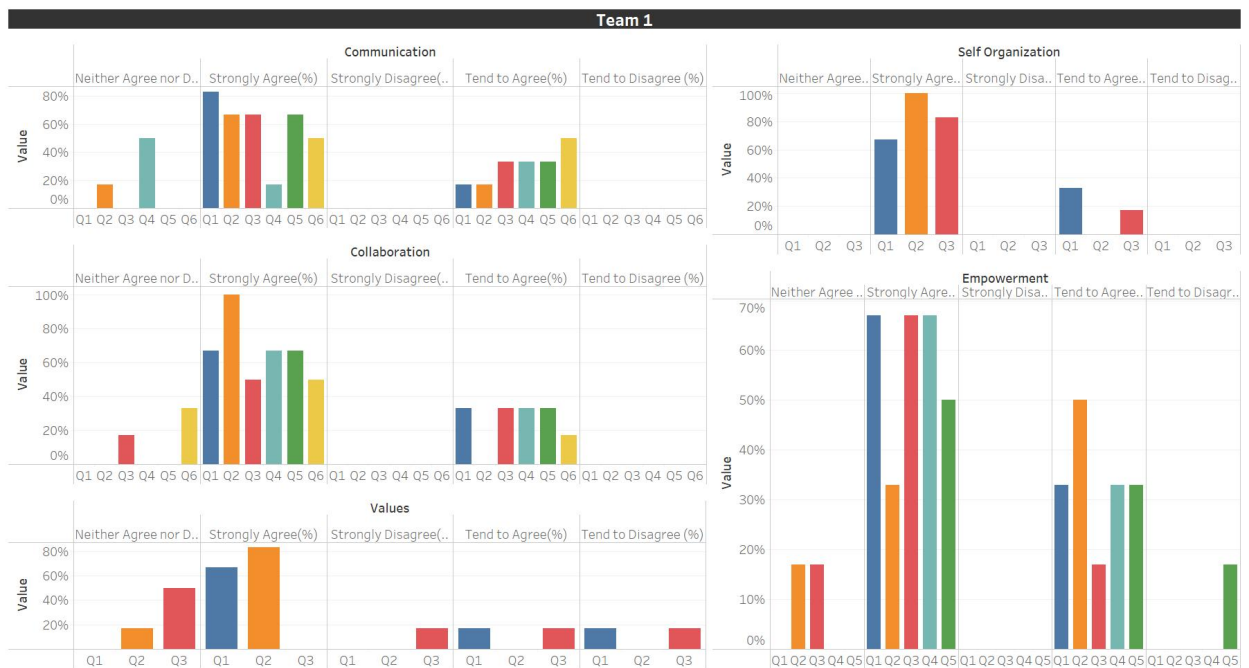 Team 1
Communication
Neither Agree nor D.. Strongly Agree(%) Strongly Disagree(.. Tend to Agree(%) Tend to Disagree (%)
80%
60%
40%
20%
0%
Value
Q1 Q2 Q3 Q4 Q5 Q6 Q1 Q2 Q3 Q4 Q5 Q6 Q1 Q2 Q3 Q4 Q5 Q6 Q1 Q2 Q3 Q4 Q5 Q6 Q1 Q2 Q3 Q4 Q5 Q6
Collaboration
Neither Agree nor D.. Strongly Agree(%) Strongly Disagree(.. Tend to Agree(%) Tend to Disagree (%)
100%
80%
60%
40%
20%
0%
Value
Q1 Q2 Q3 Q4 Q5 Q6 Q1 Q2 Q3 Q4 Q5 Q6 Q1 Q2 Q3 Q4 Q5 Q6 Q1 Q2 Q3 Q4 Q5 Q6 Q1 Q2 Q3 Q4 Q5 Q6
Values
Neither Agree nor D.. Strongly Agree(%) Strongly Disagree(.. Tend to Agree(%) Tend to Disagree (%)
80%
60%
40%
20%
Value
Q1 Q2 Q3 Q1 Q2 Q3 Q1 Q2 Q3 Q1 Q2 Q3 Q1 Q2 Q3
Self Organization
Neither Agree.. Strongly Agre.. Strongly Disa.. Tend to Agree.. Tend to Disag..
100%
80%
60%
40%
20%
0%
Value
Q1 Q2 Q3 Q1 Q2 Q3 Q1 Q2 Q3 Q1 Q2 Q3 Q1 Q2 Q3
Empowerment
Neither Agree .. Strongly Agre.. Strongly Disa.. Tend to Agree.. Tend to Disagr..
70%
60%
50%
40%
30%
20%
10%
0%
Value
Q1 Q2 Q3 Q4 Q5 Q1 Q2 Q3 Q4 Q5 Q1 Q2 Q3 Q4 Q5 Q1 Q2 Q3 Q4 Q5 Q1 Q2 Q3 Q4 Q5